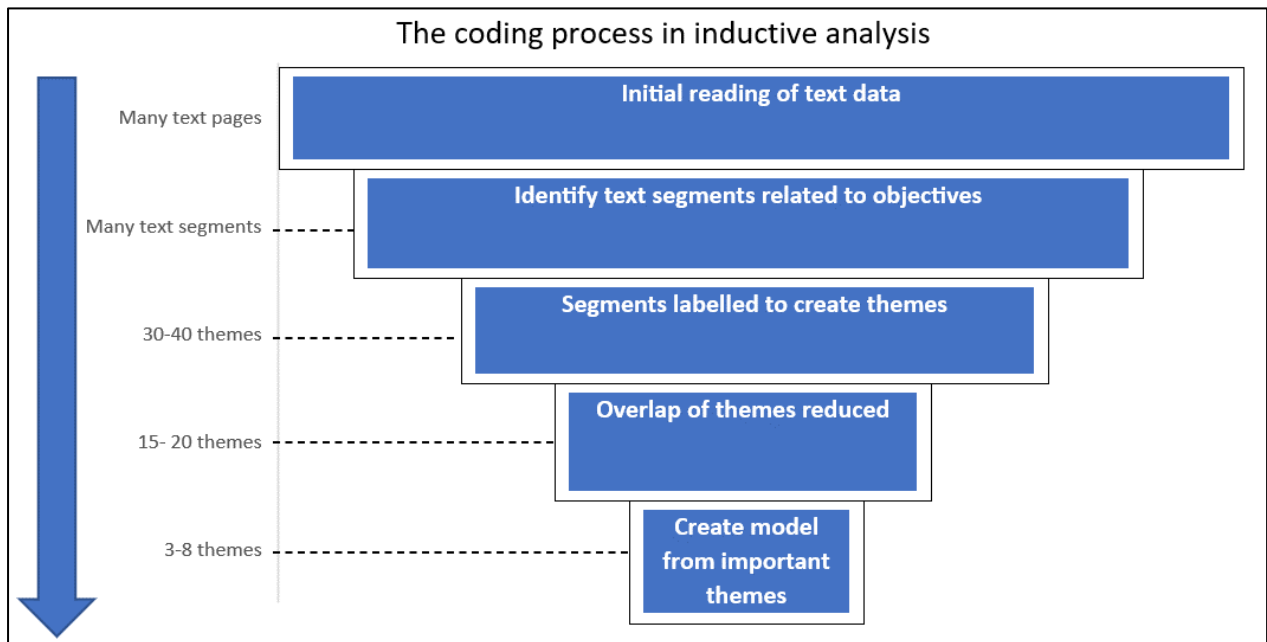 The coding process in inductive analysis
Many text pages
Initial reading of text data
Many text segments
Identify text segments related to objectives
30-40 themes
Segments labelled to create themes
15- 20 themes
Overlap of themes reduced
3-8 themes
Create model
from important
themes